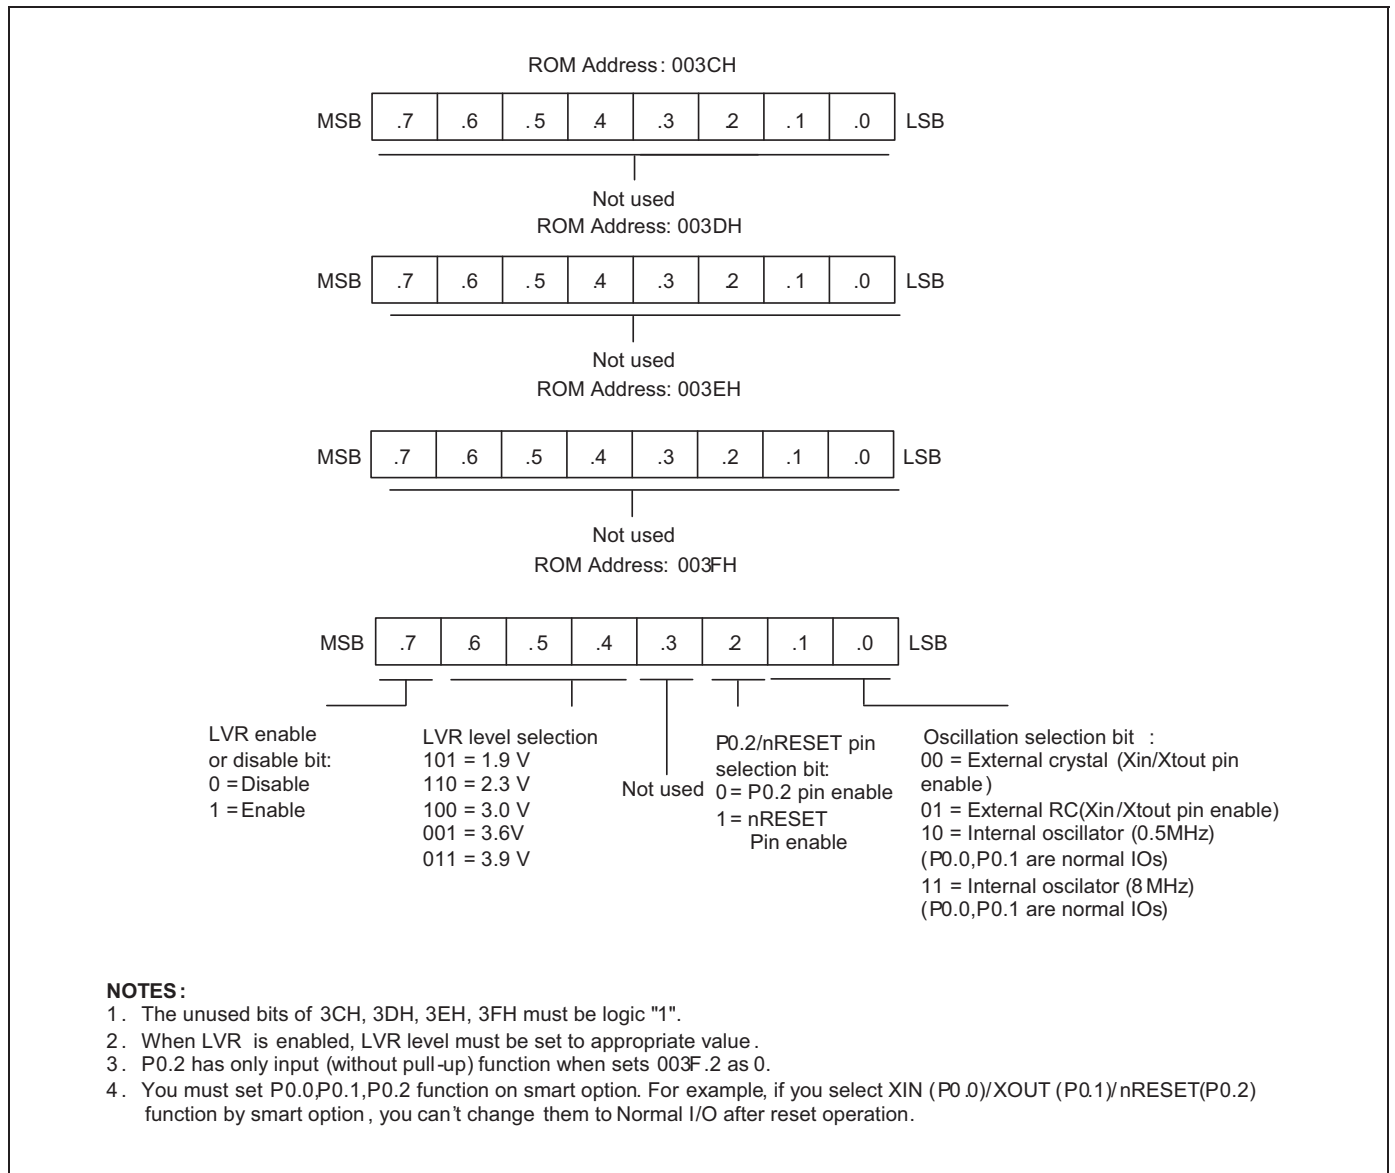 ROM Address: 003CH
MSB .7 .6 .5 .4 .3 .2 .1 .0 LSB
Not used
ROM Address: 003DH
MSB .7 .6 .5 .4 .3 .2 .1 .0 LSB
Not used
ROM Address: 003EH
MSB .7 .6 .5 .4 .3 .2 .1 .0 LSB
Not used
ROM Address: 003FH
MSB .7 .6 .5 .4 .3 .2 .1 .0 LSB
LVR enable
or disable bit:
0 = Disable
1 = Enable
LVR level selection
101 = 1.9 V
110 = 2.3 V
100 = 3.0 V
001 = 3.6V
011 = 3.9 V
Not used
P0.2/nRESET pin
selection bit:
0 = P0.2 pin enable
1 = nRESET
Pin enable
Oscillation selection bit :
00 = External crystal (Xin/Xtout pin
enable)
01 = External RC(Xin/Xtout pin enable)
10 = Internal oscillator (0.5MHz)
(P0.0,P0.1 are normal IOs)
11 = Internal oscilator (8 MHz)
(P0.0,P0.1 are normal IOs)
NOTES:
1. The unused bits of 3CH, 3DH, 3EH, 3FH must be logic "1".
2. When LVR is enabled, LVR level must be set to appropriate value.
3. P0.2 has only input (without pull-up) function when sets 003F.2 as 0.
4. You must set P0.0,P0.1,P0.2 function on smart option. For example, if you select XIN (P0.0)/XOUT (P0.1)/nRESET(P0.2)
function by smart option, you can't change them to Normal I/O after reset operation.